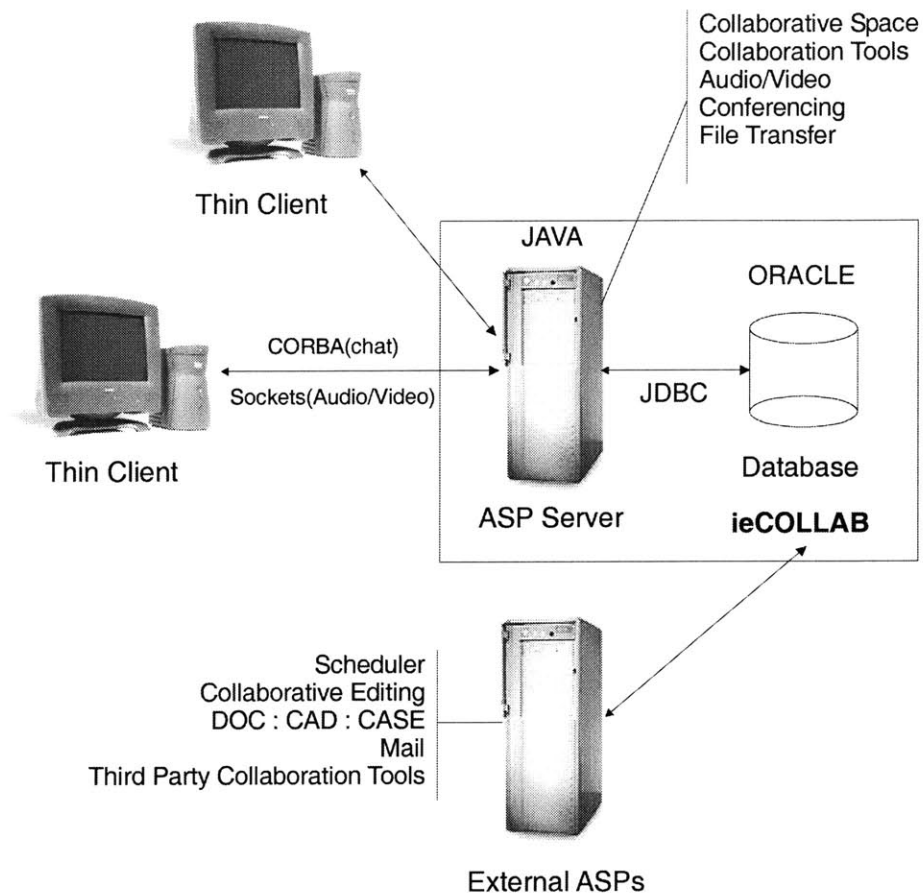 Collaborative Space
Collaboration Tools
Audio/Video
Conferencing
File Transfer
Thin Client
JAVA
ORACLE
CORBA(chat)
Sockets(Audio/Video)
JDBC
Thin Client
Database
ASP Server
ieCOLLAB
Scheduler
Collaborative Editing
DOC : CAD : CASE
Mail
Third Party Collaboration Tools
External ASPs